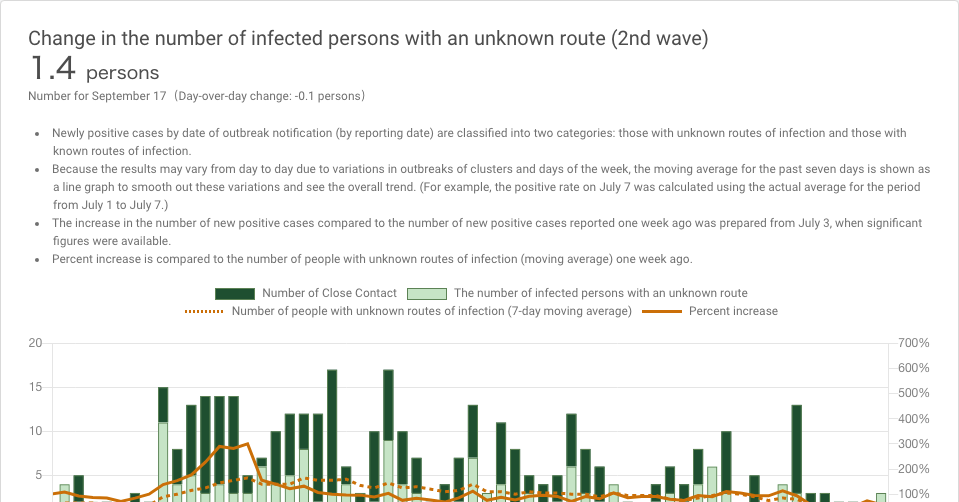 Change in the number of infected persons with an unknown route (2nd wave)
1.4 persons
Number for September 17 （Day-over-day change: -0.1 persons）
• Newly positive cases by date of outbreak notification (by reporting date) are classified into two categories: those with unknown routes of infection and those with
known routes of infection.
• Because the results may vary from day to day due to variations in outbreaks of clusters and days of the week, the moving average for the past seven days is shown as
a line graph to smooth out these variations and see the overall trend. (For example, the positive rate on July 7 was calculated using the actual average for the period
from July 1 to July 7.)
• The increase in the number of new positive cases compared to the number of new positive cases reported one week ago was prepared from July 3, when significant
figures were available.
• Percent increase is compared to the number of people with unknown routes of infection (moving average) one week ago.
Number of Close Contact The number of infected persons with an unknown route
Number of people with unknown routes of infection (7-day moving average) Percent increase
20 700%
600%
15
500%
400%
10
300%
200%
5
100%